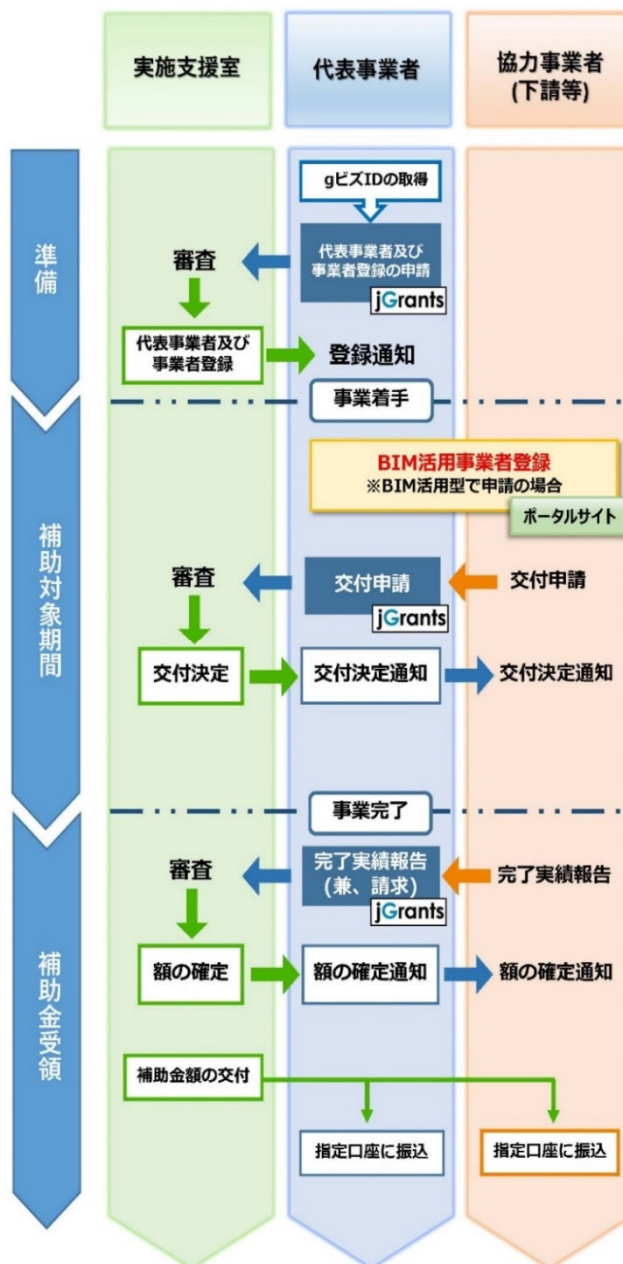 実施支援室
代表事業者
協力事業者
(下請等)
準備
gビズIDの取得
代表事業者及び
事業者登録の申請
jGrants
審査
代表事業者及び
事業者登録
登録通知
事業着手
補助対象期間
BIM活用事業者登録
※BIM活用型で申請の場合
ポータルサイト
審査
交付申請
jGrants
交付申請
交付決定
交付決定通知
交付決定通知
事業完了
補助金受領
審査
完了実績報告
(兼、請求)
jGrants
完了実績報告
額の確定
額の確定通知
額の確定通知
補助金額の交付
指定口座に振込
指定口座に振込